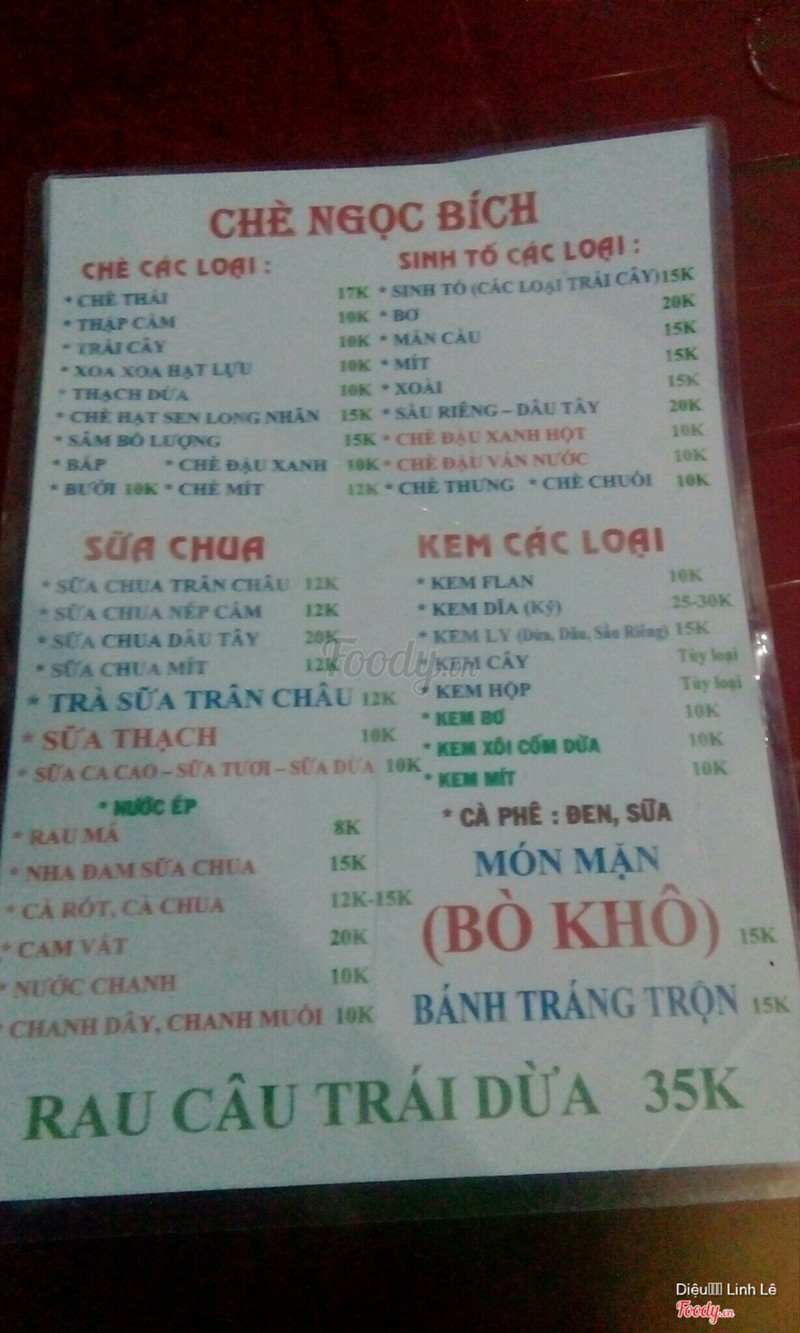 CHÈ NGỌC BÍCH
CHÈ CÁC LOẠI :
* CHÈ THÁI 17K
* THẬP CẨM 10K
* TRÁI CÂY 10K
* XOA XOA HẠT LỰU 10K
* THẠCH DỪA 10K
* CHÈ HẠT SEN LONG NHÃN 15K
* SÂM BỔ LƯỢNG 15K
* BẮP * CHÈ ĐẬU XANH 10K
* BƯỞI 10K * CHÈ MÍT 12K
SINH TỐ CÁC LOẠI :
* SINH TỐ (CÁC LOẠI TRÁI CÂY) 15K
* BƠ 20K
* MÃN CẦU 15K
* MÍT 15K
* XOÀI 15K
* SẦU RIÊNG – DÂU TÂY 20K
* CHÈ ĐẬU XANH HỘT 10K
* CHÈ ĐẬU VÁN NƯỚC 10K
* CHÈ THƯNG * CHÈ CHUỐI 10K
SỮA CHUA
* SỮA CHUA TRÂN CHÂU 12K
* SỮA CHUA NẾP CẨM 12K
* SỮA CHUA DÂU TÂY 20K
* SỮA CHUA MÍT 12K
* TRÀ SỮA TRÂN CHÂU 12K
* SỮA THẠCH 10K
* SỮA CA CAO – SỮA TƯƠI – SỮA DỪA 10K
* NƯỚC ÉP
* RAU MÁ 8K
* NHA ĐAM SỮA CHUA 15K
* CÀ RỐT, CÀ CHUA 12K-15K
* CAM VẮT 20K
* NƯỚC CHANH 10K
* CHANH DÂY, CHANH MUỐI 10K
KEM CÁC LOẠI
* KEM FLAN 10K
* KEM DĨA (Ký) 25-30K
* KEM LY (Dừa, Dâu, Sầu Riêng) 15K
* KEM CÂY Tùy loại
* KEM HỘP Tùy loại
* KEM BƠ 10K
* KEM XÔI CỐM DỪA 10K
* KEM MÍT 10K
* CÀ PHÊ : ĐEN, SỮA
MÓN MẶN
(BÒ KHÔ) 15K
BÁNH TRÁNG TRỘN 15K
RAU CÂU TRÁI DỪA 35K
Foody.vn
Diệu Linh Lê
Foody.vn